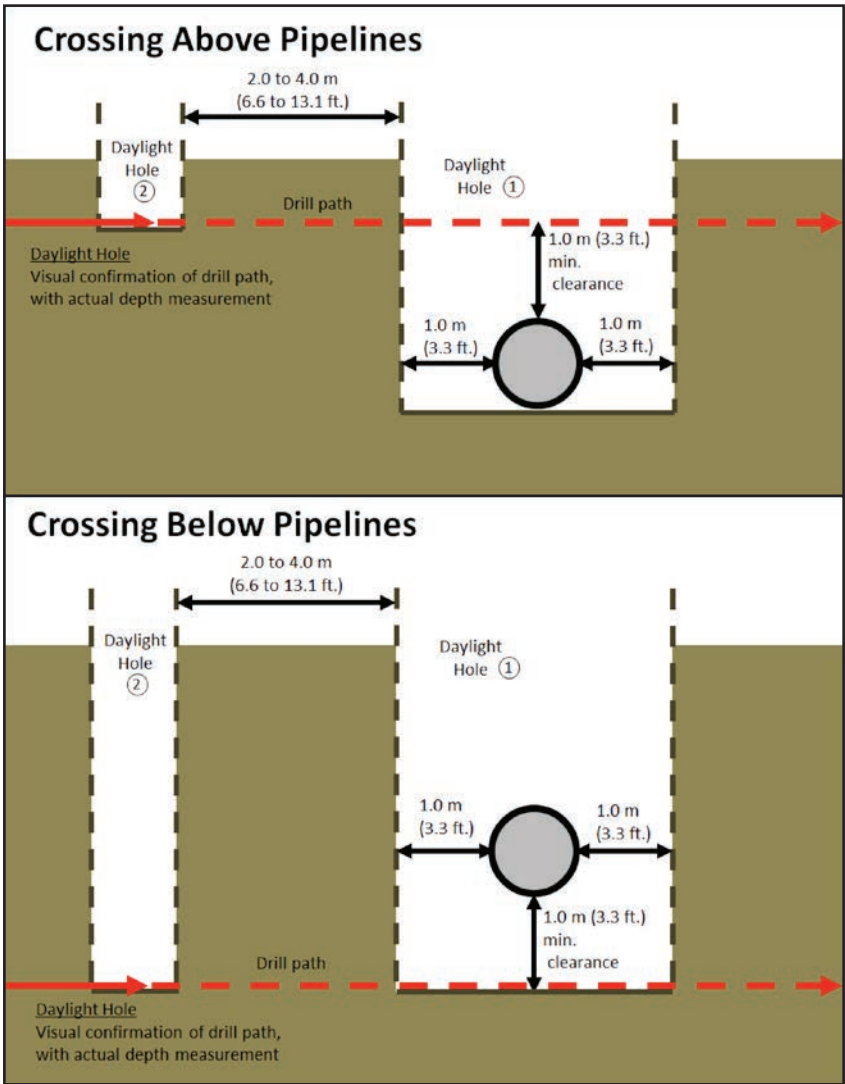 Crossing Above Pipelines
2.0 to 4.0 m
(6.6 to 13.1 ft.)
Daylight
Hole
2
Daylight
Hole 1
Drill path
1.0 m (3.3 ft.)
min.
clearance
Daylight Hole
Visual confirmation of drill path,
with actual depth measurement
1.0 m
(3.3 ft.)
1.0 m
(3.3 ft.)
Crossing Below Pipelines
2.0 to 4.0 m
(6.6 to 13.1 ft.)
Daylight
Hole
2
Daylight
Hole 1
1.0 m
(3.3 ft.)
1.0 m
(3.3 ft.)
1.0 m (3.3 ft.)
min.
clearance
Drill path
Daylight Hole
Visual confirmation of drill path,
with actual depth measurement